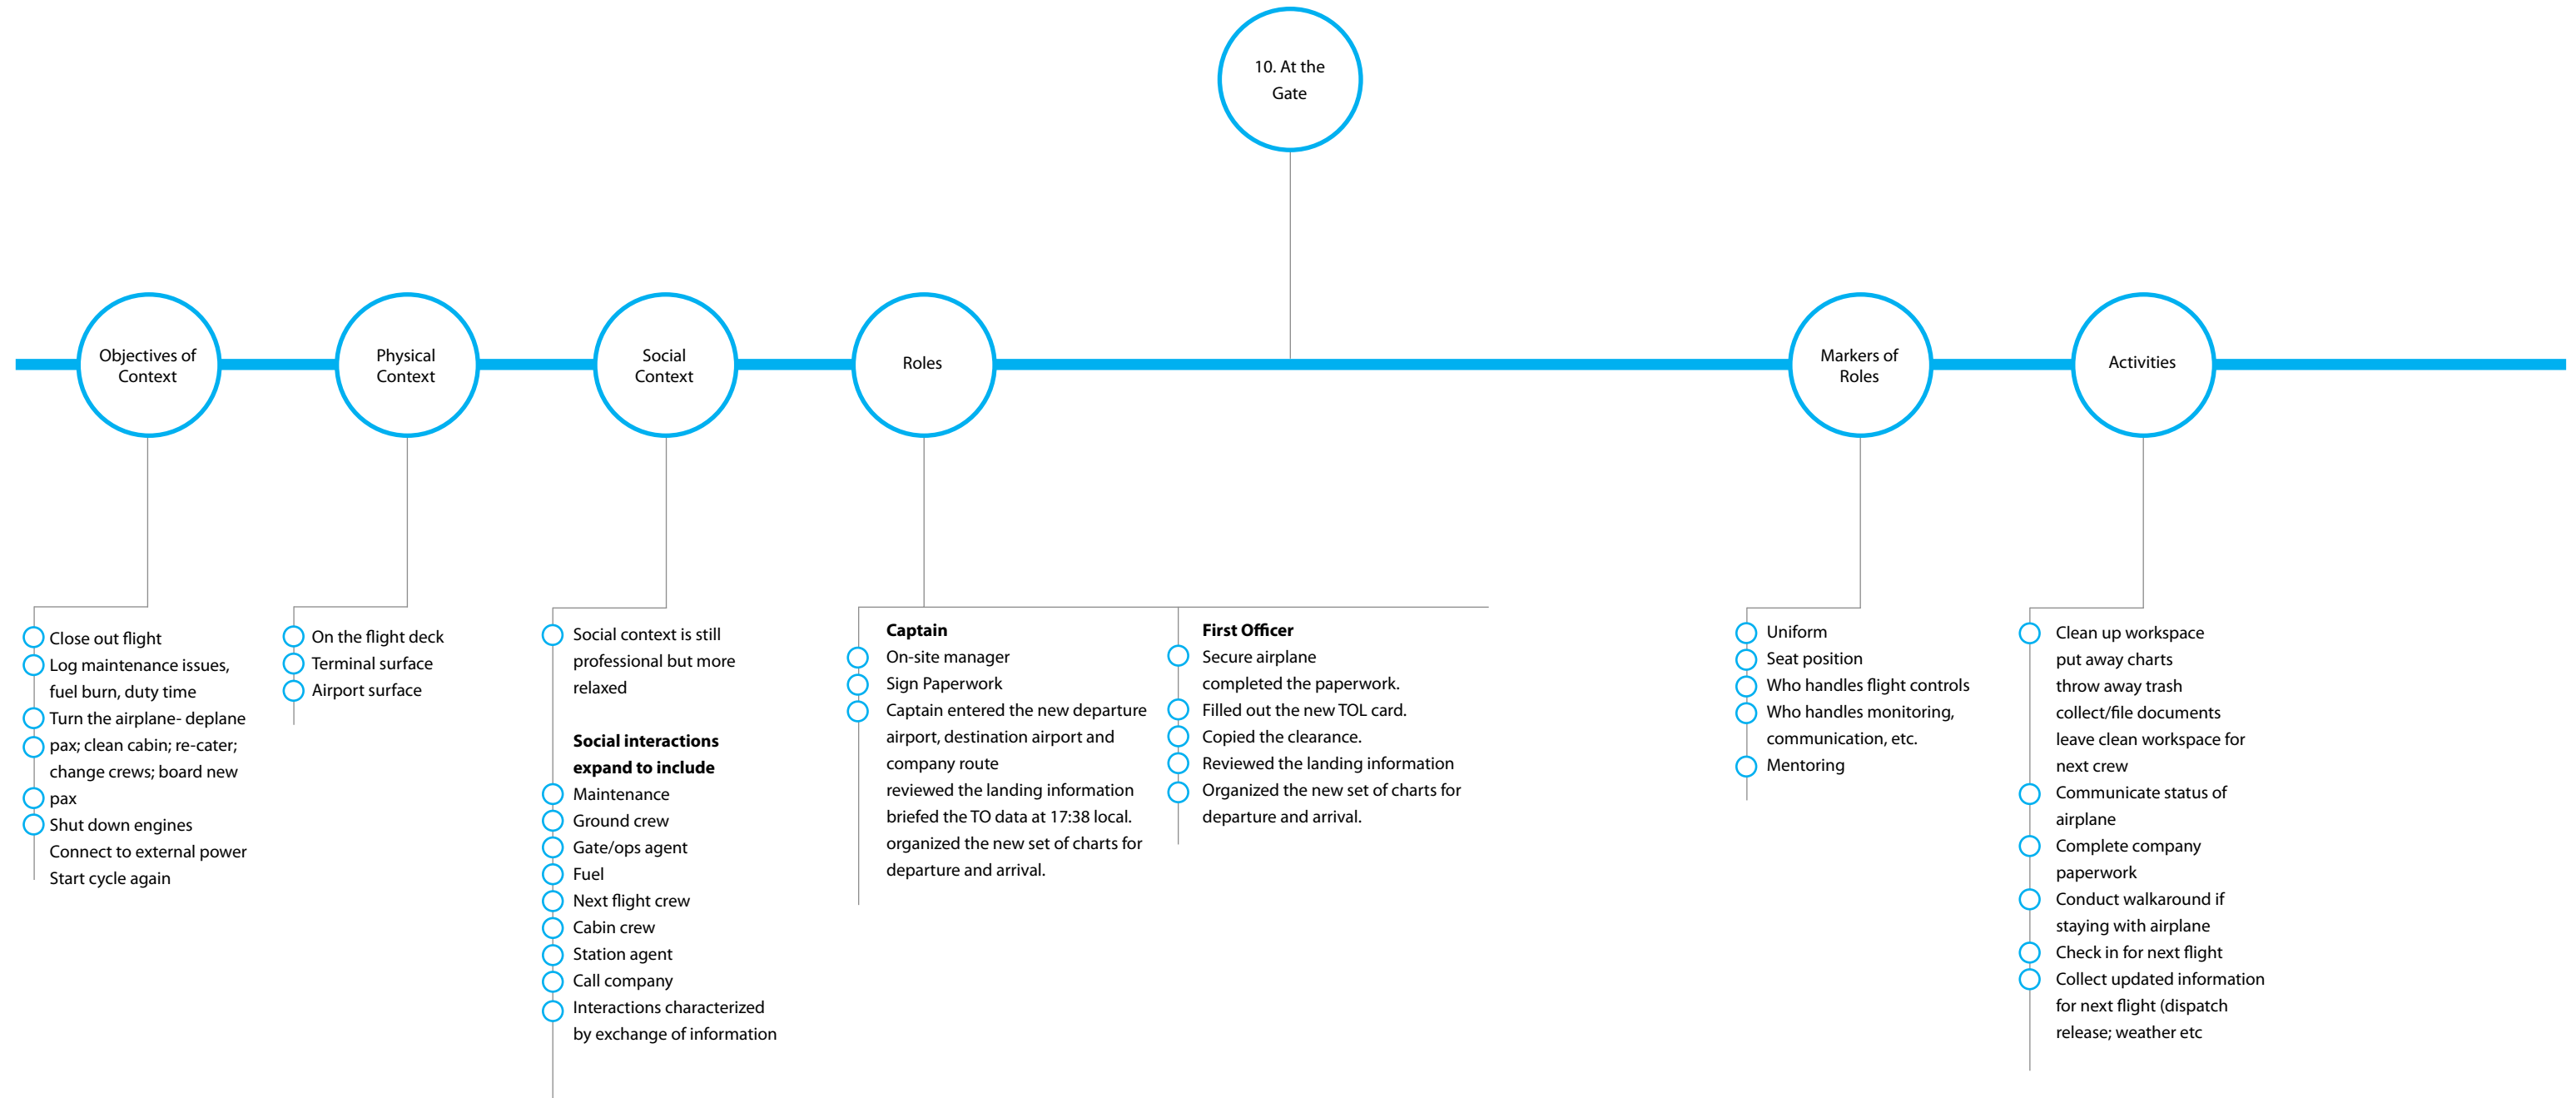 10. At the
Gate
Objectives of
Context
Physical
Context
Social
Context
Roles
Markers of
Roles
Activities
Close out flight
Log maintenance issues,
fuel burn, duty time
Turn the airplane- deplane
pax; clean cabin; re-cater;
change crews; board new
pax
Shut down engines
Connect to external power
Start cycle again
On the flight deck
Terminal surface
Airport surface
Social context is still
professional but more
relaxed
Social interactions
expand to include
Maintenance
Ground crew
Gate/ops agent
Fuel
Next flight crew
Cabin crew
Station agent
Call company
Interactions characterized
by exchange of information
Captain
On-site manager
Sign Paperwork
Captain entered the new departure
airport, destination airport and
company route
reviewed the landing information
briefed the TO data at 17:38 local.
organized the new set of charts for
departure and arrival.
First Officer
Secure airplane
completed the paperwork.
Filled out the new TOL card.
Copied the clearance.
Reviewed the landing information
Organized the new set of charts for
departure and arrival.
Uniform
Seat position
Who handles flight controls
Who handles monitoring,
communication, etc.
Mentoring
Clean up workspace
put away charts
throw away trash
collect/file documents
leave clean workspace for
next crew
Communicate status of
airplane
Complete company
paperwork
Conduct walkaround if
staying with airplane
Check in for next flight
Collect updated information
for next flight (dispatch
release; weather etc